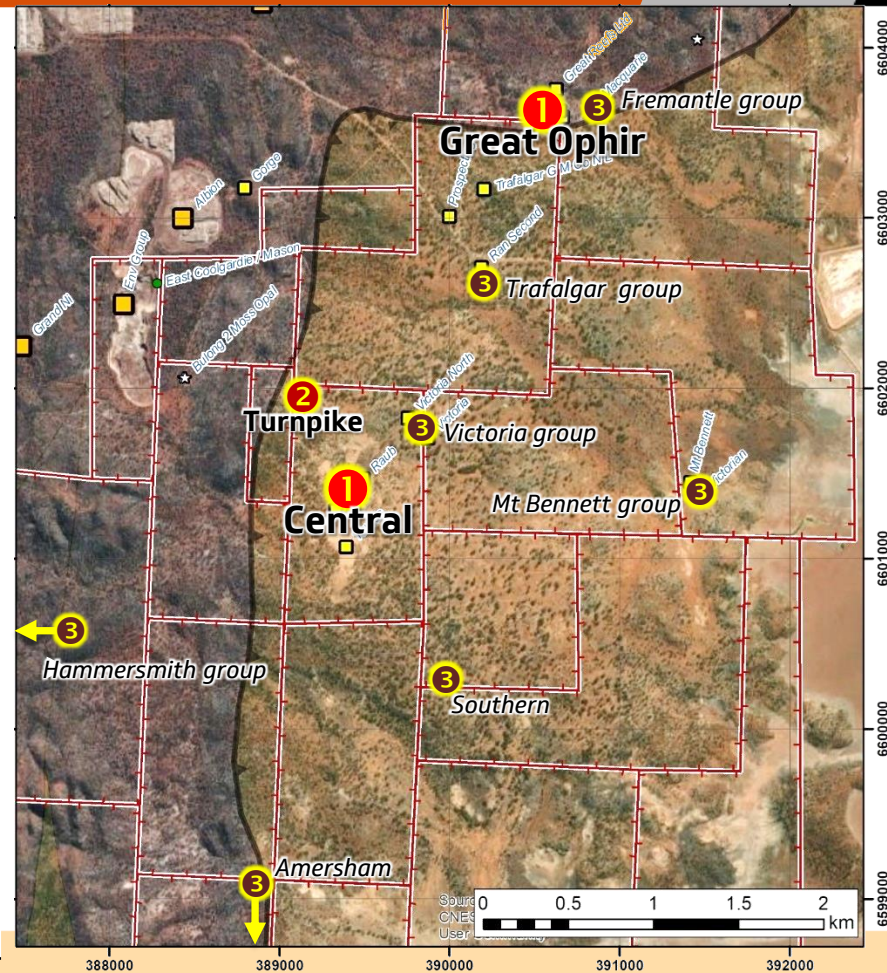 6604000
Great Reefs Ltd
Macquarie
1
3
Fremantle group
Great Ophir
Prospect
Trafalgar G M Co N L
Gorge
Albion
6603000
Ran Second
Env Group
East Coolgardie / Mason
3
Trafalgar group
Grand Ni
Bulong 2 Moss Opal
6602000
2
Turnpike
Victoria North
Victoria
3
Victoria group
Raub
Mt Bennett
1
3
Mt Bennett group
Central
6601000
3
Hammersmith group
3
Southern
6600000
Amersham
3
6599000
0 0.5 1 1.5 2
km
CNES
User
388000 389000 390000 391000 392000